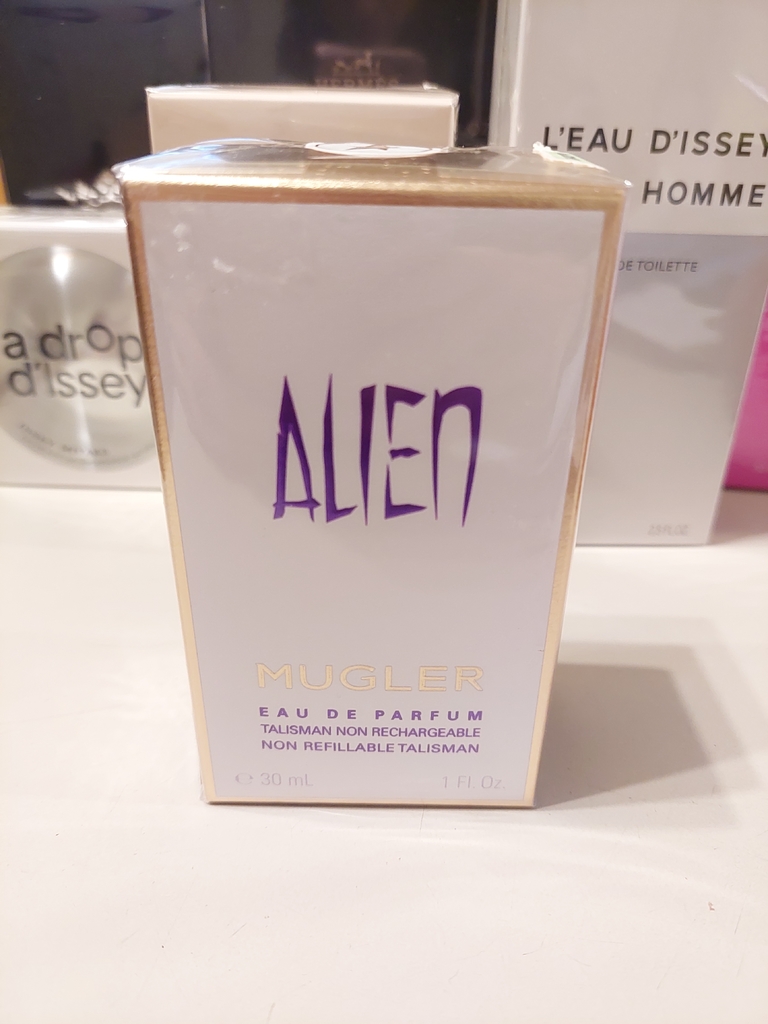 HERMÈS
L'EAU D'ISSEY
HOMME
DE TOILETTE
a drop
d'Issey
ALIEN
MUGLER
EAU DE PARFUM
TALISMAN NON RECHARGEABLE
NON REFILLABLE TALISMAN
℮ 30 mL 1 Fl. Oz.